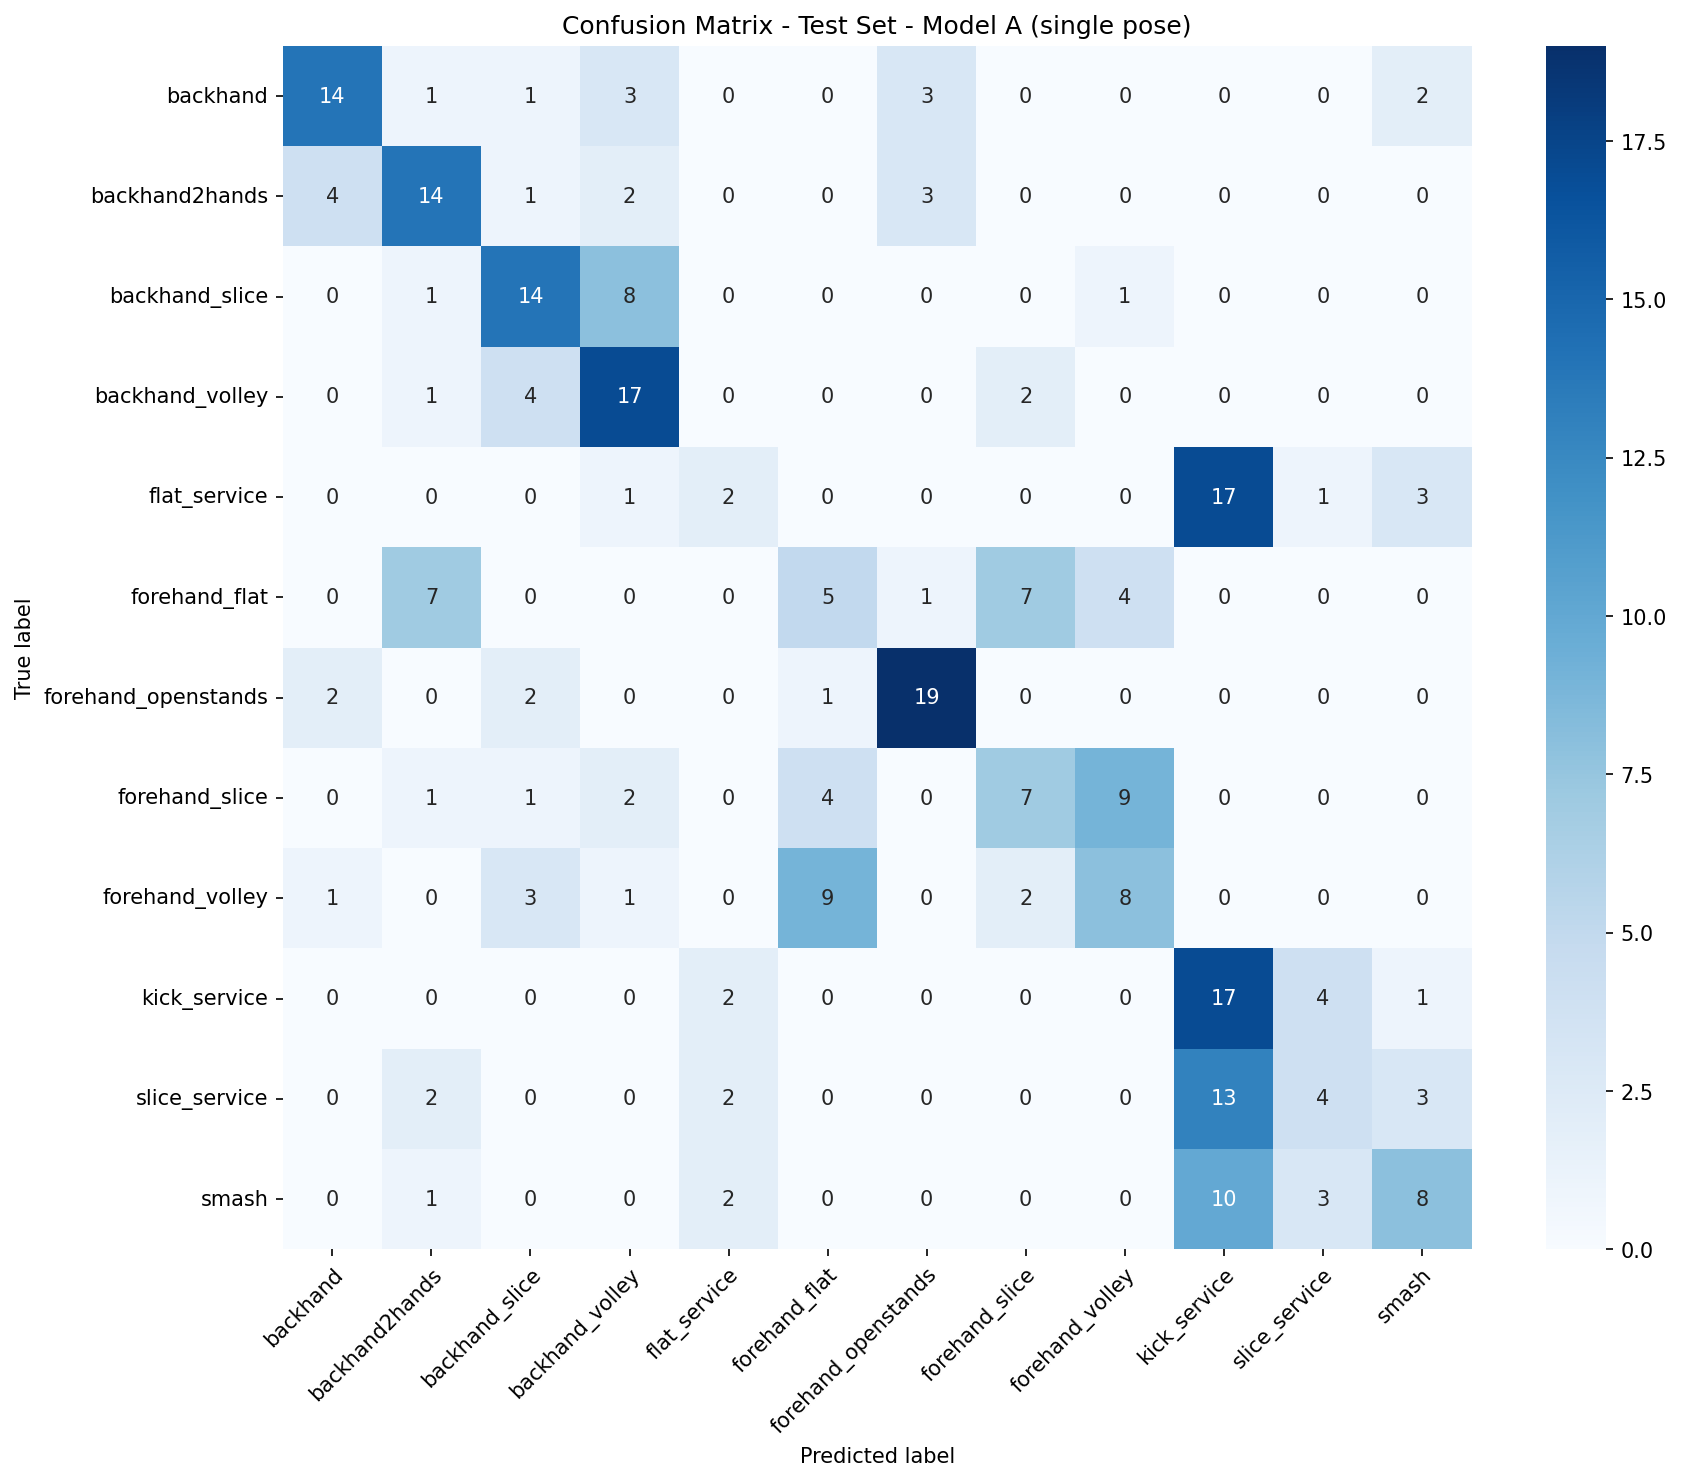 Confusion Matrix - Test Set - Model A (single pose)
True label
backhand 14 1 1 3 0 0 3 0 0 0 0 2
backhand2hands 4 14 1 2 0 0 3 0 0 0 0 0
backhand_slice 0 1 14 8 0 0 0 0 1 0 0 0
backhand_volley 0 1 4 17 0 0 0 2 0 0 0 0
flat_service 0 0 0 1 2 0 0 0 0 17 1 3
forehand_flat 0 7 0 0 0 5 1 7 4 0 0 0
forehand_openstands 2 0 2 0 0 1 19 0 0 0 0 0
forehand_slice 0 1 1 2 0 4 0 7 9 0 0 0
forehand_volley 1 0 3 1 0 9 0 2 8 0 0 0
kick_service 0 0 0 0 2 0 0 0 0 17 4 1
slice_service 0 2 0 0 2 0 0 0 0 13 4 3
smash 0 1 0 0 2 0 0 0 0 10 3 8
backhand backhand2hands backhand_slice backhand_volley flat_service forehand_flat forehand_openstands forehand_slice forehand_volley kick_service slice_service smash
Predicted label
17.5
15.0
12.5
10.0
7.5
5.0
2.5
0.0